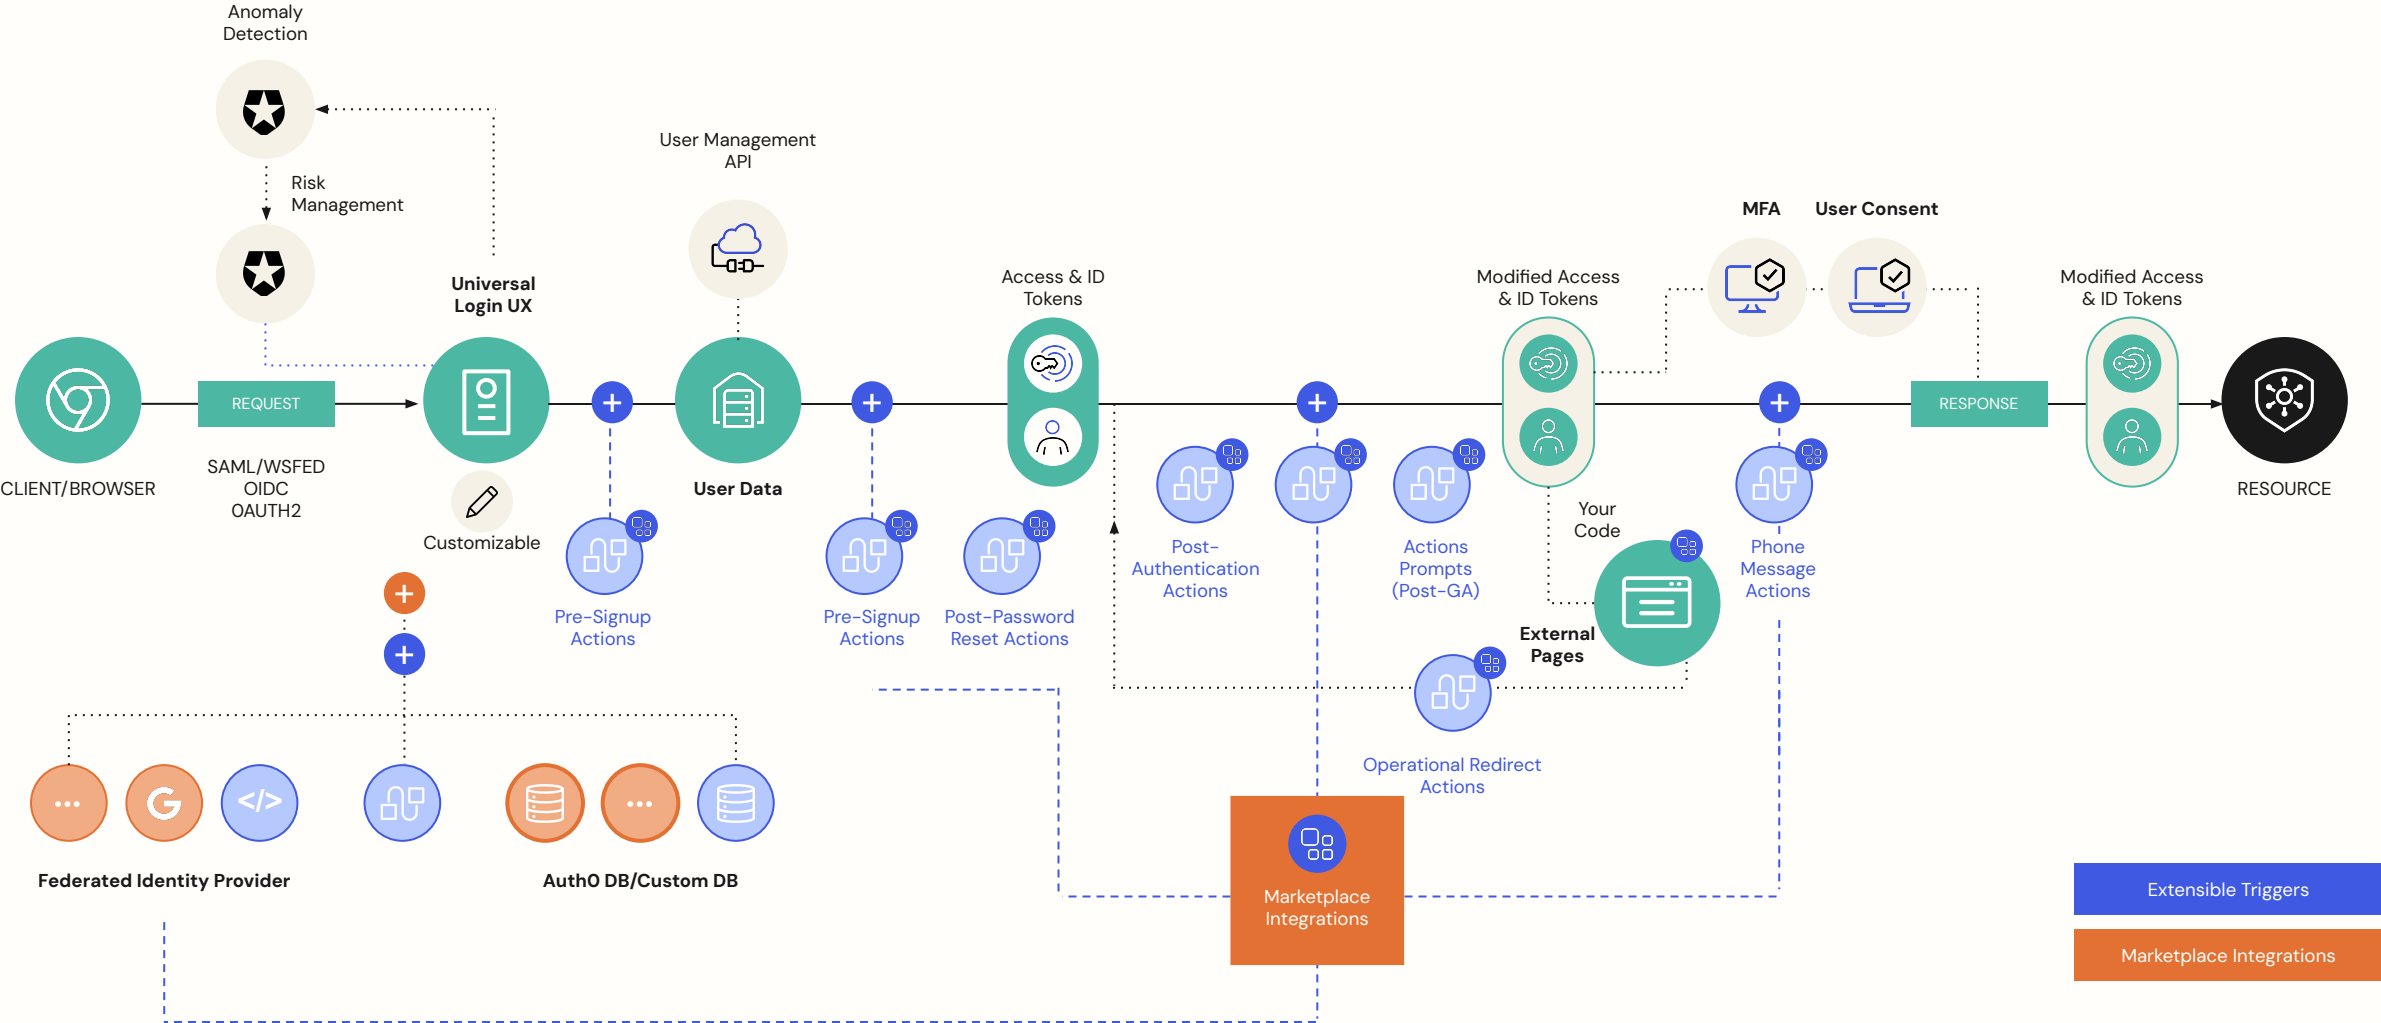 Anomaly
Detection
Risk
Management
User Management
API
MFA
User Consent
Universal
Login UX
Access & ID
Tokens
Modified Access
& ID Tokens
Modified Access
& ID Tokens
REQUEST
RESPONSE
CLIENT/BROWSER
SAML/WSFED
OIDC
OAUTH2
Customizable
User Data
RESOURCE
Your
Code
Post-
Authentication
Actions
Actions
Prompts
(Post-GA)
Phone
Message
Actions
Pre-Signup
Actions
Pre-Signup
Actions
Post-Password
Reset Actions
External
Pages
Operational Redirect
Actions
G
</>
Federated Identity Provider
Auth0 DB/Custom DB
Marketplace
Integrations
Extensible Triggers
Marketplace Integrations